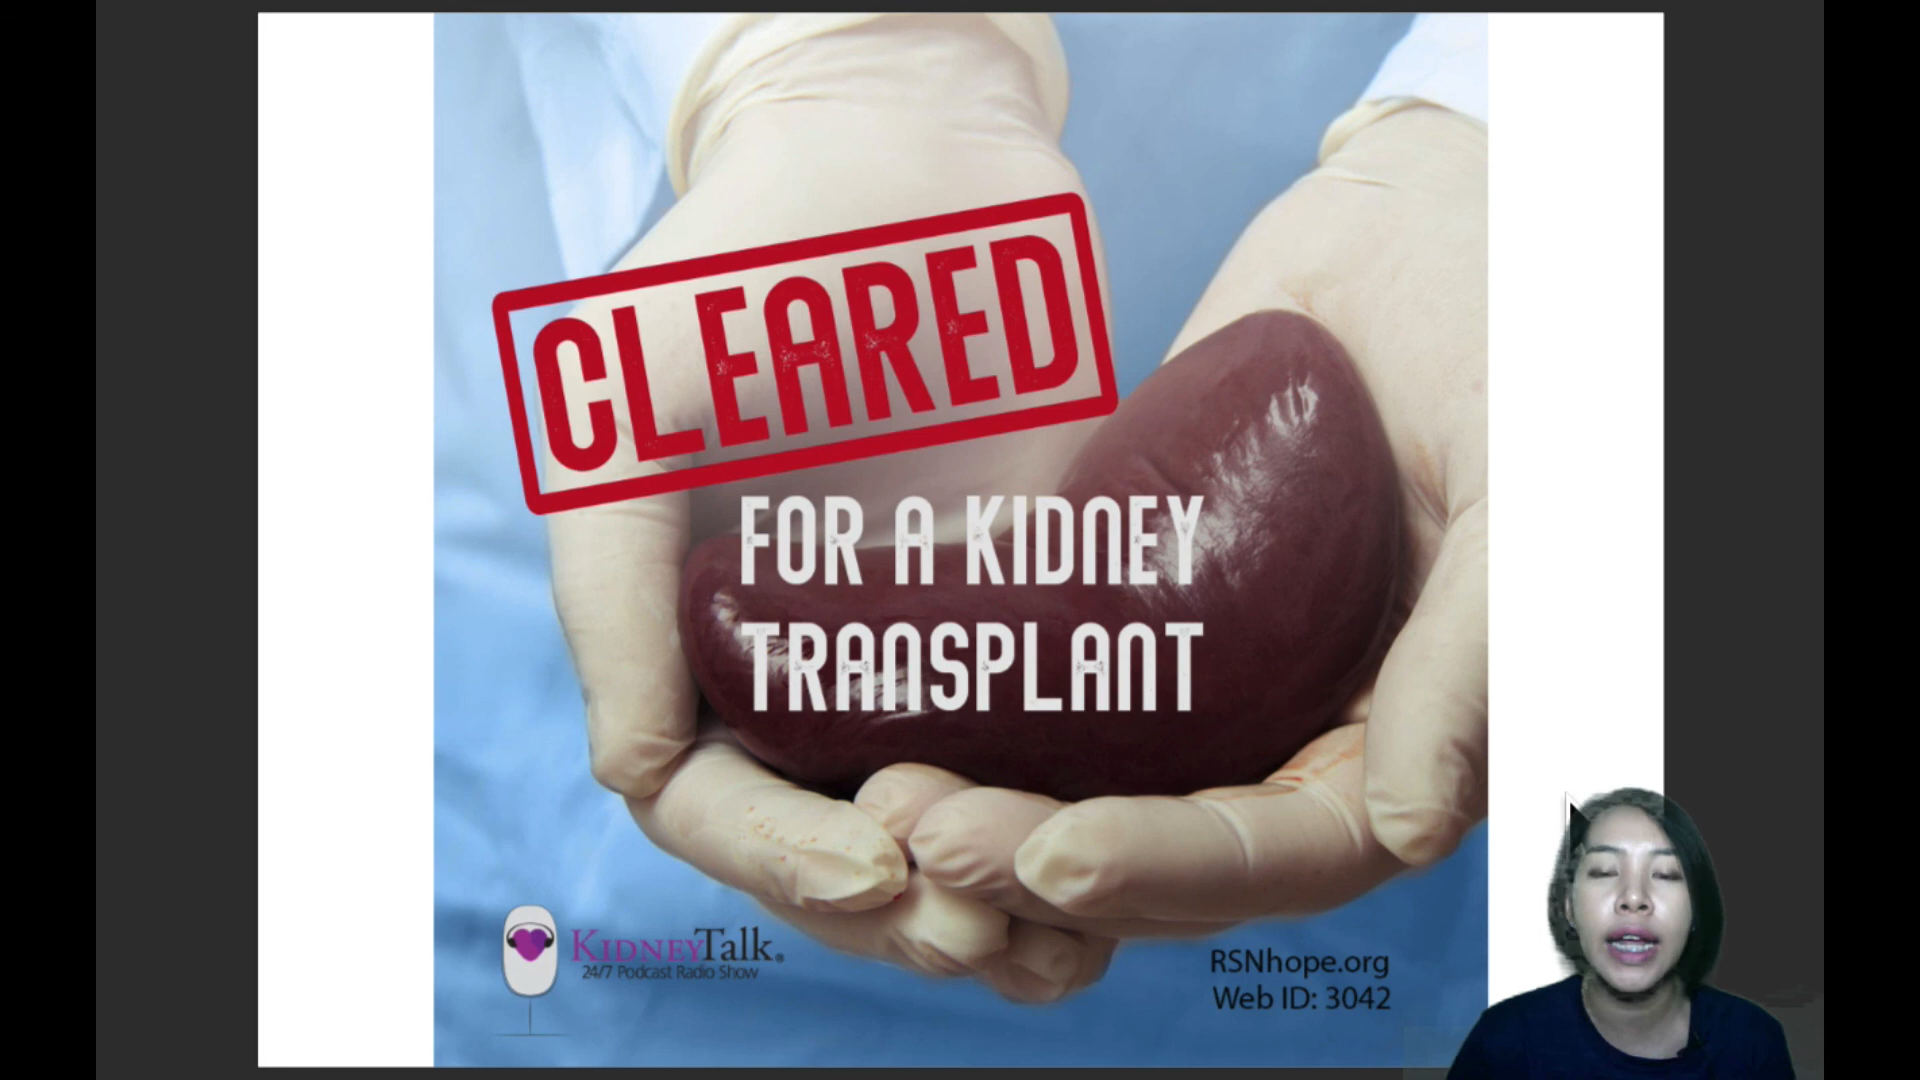 CLEARED
FOR A KIDNEY
TRANSPLANT
KIDNEYTalk®
24/7 Podcast Radio Show
RSNhope.org
Web ID: 3042